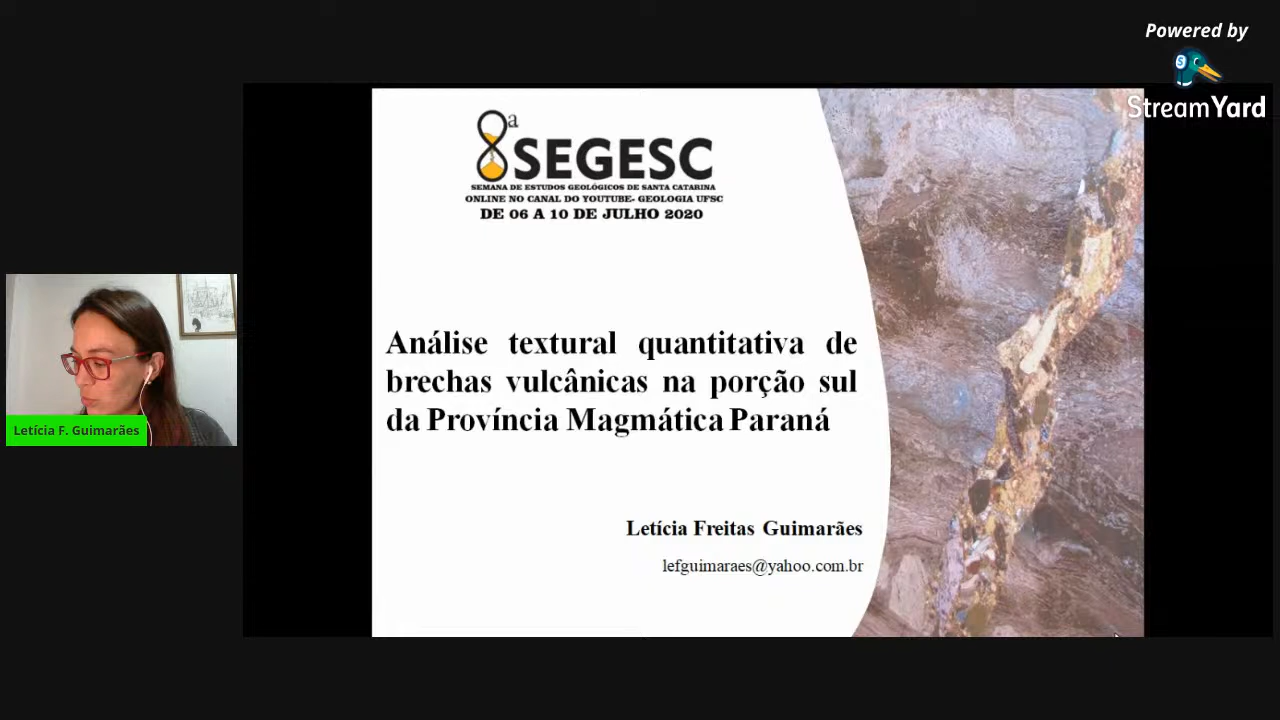 Powered by
StreamYard
8ª SEGESC
SEMANA DE ESTUDOS GEOLÓGICOS DE SANTA CATARINA
ONLINE NO CANAL DO YOUTUBE- GEOLOGIA UFSC
DE 06 A 10 DE JULHO 2020
Análise textural quantitativa de
brechas vulcânicas na porção sul
da Província Magmática Paraná
Letícia Freitas Guimarães
lefguimaraes@yahoo.com.br
Letícia F. Guimarães